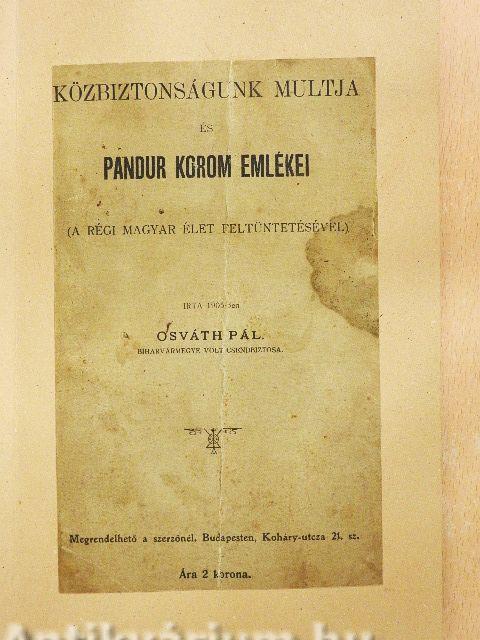 KÖZBIZTONSÁGUNK MULTJA
ÉS
PANDUR KOROM EMLÉKEI
(A RÉGI MAGYAR ÉLET FELTÜNTETÉSÉVEL)
IRTA 1905-ben
OSVÁTH PÁL.
BIHARVÁRMEGYE VOLT CSENDBIZTOSA.
Megrendelhető a szerzőnél, Budapesten, Koháry-utcza 21. sz.
Ára 2 korona.
Antikvárium.hu